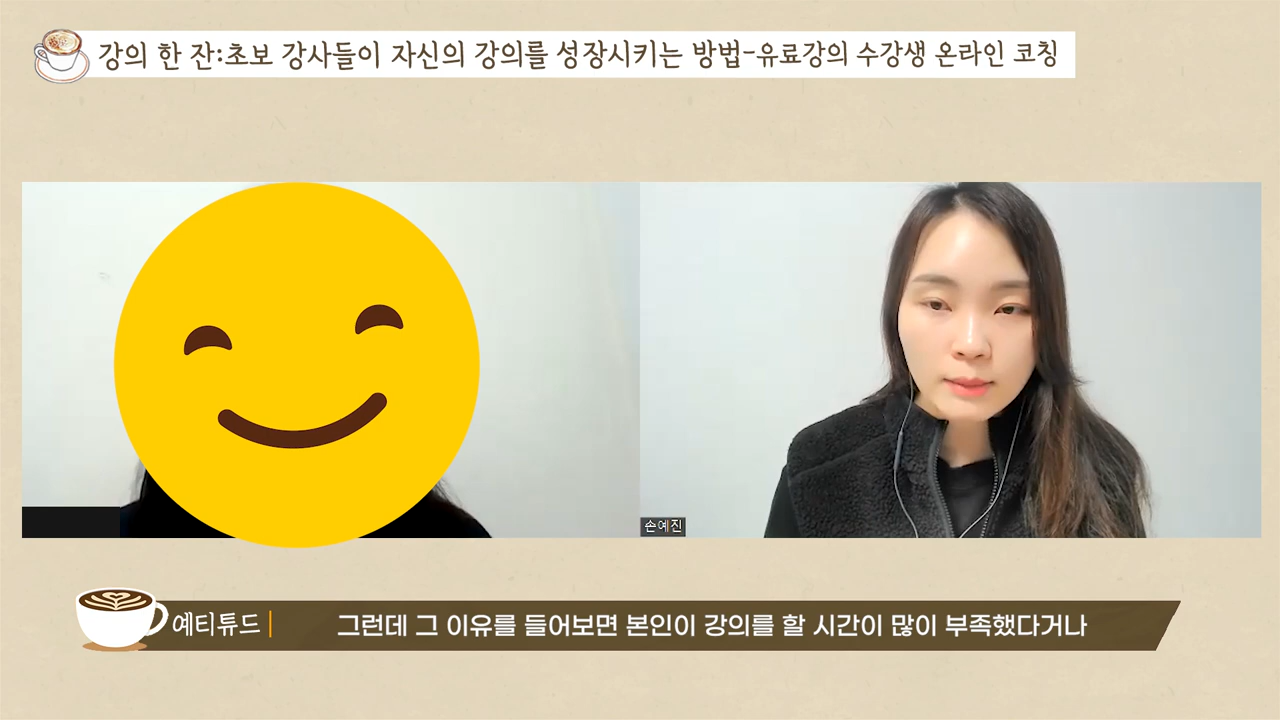 강의 한 잔:초보 강사들이 자신의 강의를 성장시키는 방법-유료강의 수강생 온라인 코칭
손예진
예티튜드 그런데 그 이유를 들어보면 본인이 강의를 할 시간이 많이 부족했다거나